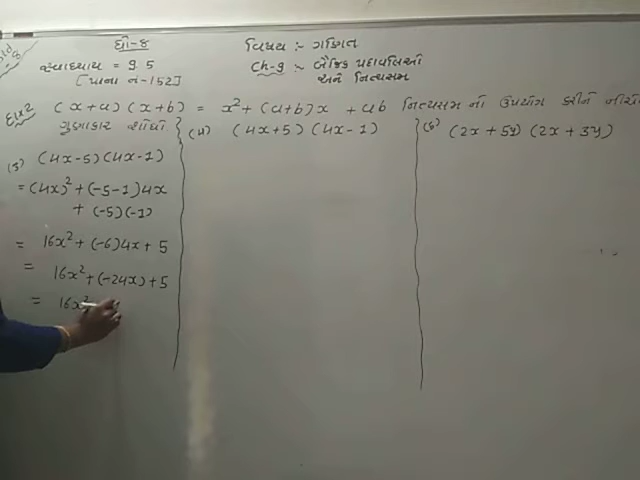 ધો-8
વિષય :- ગણિત
સ્વાધ્યાય = 9.5
Ch-9 :- બૈજિક પદાવલિઓ
[પાના નં-152]
અને નિત્યસમ
(x+a)(x+b) = x²+(a+b)x + ab નિત્યસમ નો ઉપયોગ કરીને
ગુણાકાર શોધો
(3) (4x-5)(4x-1)
= (4x)²+(-5-1)4x
+ (-5)(-1)
= 16x²+(-6)4x+5
= 16x²+(-24x)+5
= 16x²
(4x+5)(4x-1)
(2x+5y)(2x+3y)